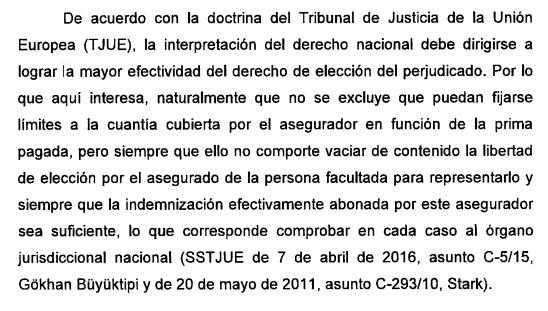 De acuerdo con la doctrina del Tribunal de Justicia de la Unión
Europea (TJUE), la interpretación del derecho nacional debe dirigirse a
lograr la mayor efectividad del derecho de elección del perjudicado. Por lo
que aquí interesa, naturalmente que no se excluye que puedan fijarse
límites a la cuantía cubierta por el asegurador en función de la prima
pagada, pero siempre que ello no comporte vaciar de contenido la libertad
de elección por el asegurado de la persona facultada para representarlo y
siempre que la indemnización efectivamente abonada por este asegurador
sea suficiente, lo que corresponde comprobar en cada caso al órgano
jurisdiccional nacional (SSTJUE de 7 de abril de 2016, asunto C-5/15,
Gökhan Büyüktipi y de 20 de mayo de 2011, asunto C-293/10, Stark).